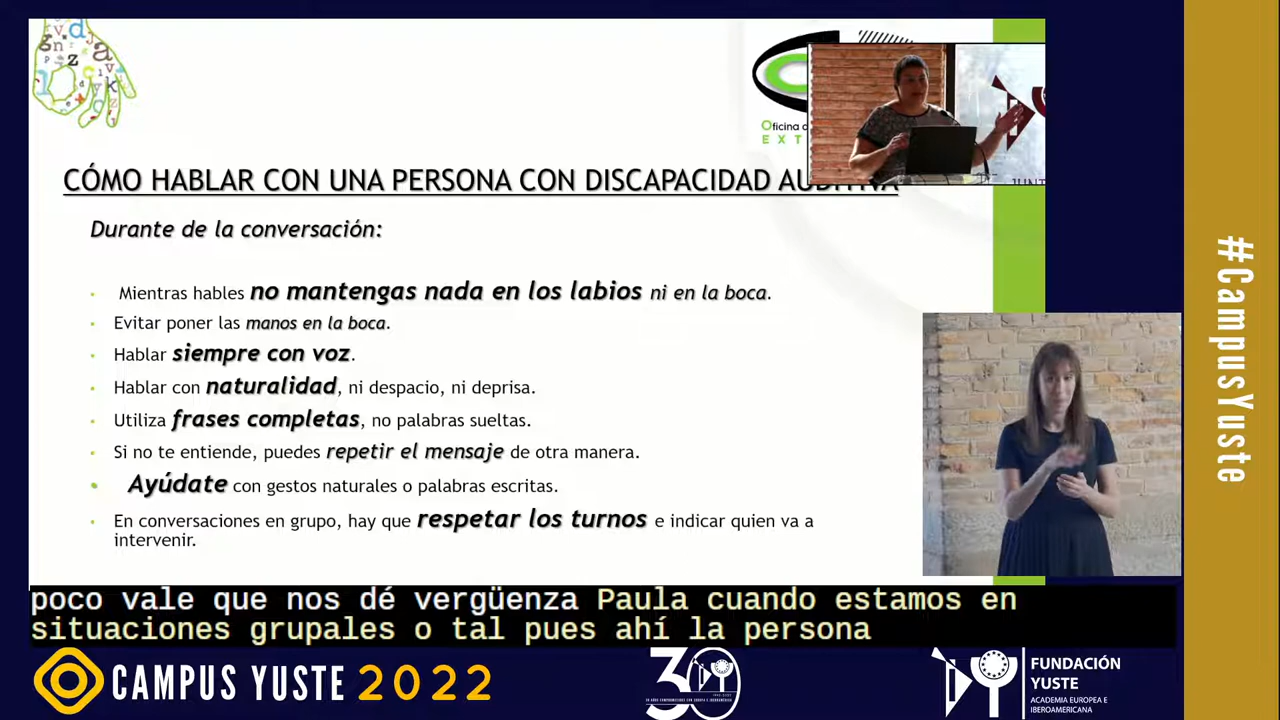 Oficina
EXT
CÓMO HABLAR CON UNA PERSONA CON DISCAPACIDAD AUDITIVA
Durante de la conversación:
Mientras hables no mantengas nada en los labios ni en la boca.
Evitar poner las manos en la boca.
Hablar siempre con voz.
Hablar con naturalidad, ni despacio, ni deprisa.
Utiliza frases completas, no palabras sueltas.
Si no te entiende, puedes repetir el mensaje de otra manera.
Ayúdate con gestos naturales o palabras escritas.
En conversaciones en grupo, hay que respetar los turnos e indicar quien va a
intervenir.
#CampusYuste
poco vale que nos dé vergüenza Paula cuando estamos en
situaciones grupales o tal pues ahí la persona
CAMPUS YUSTE 2022
30
FUNDACIÓN
YUSTE
ACADEMIA EUROPEA E
IBEROAMERICANA